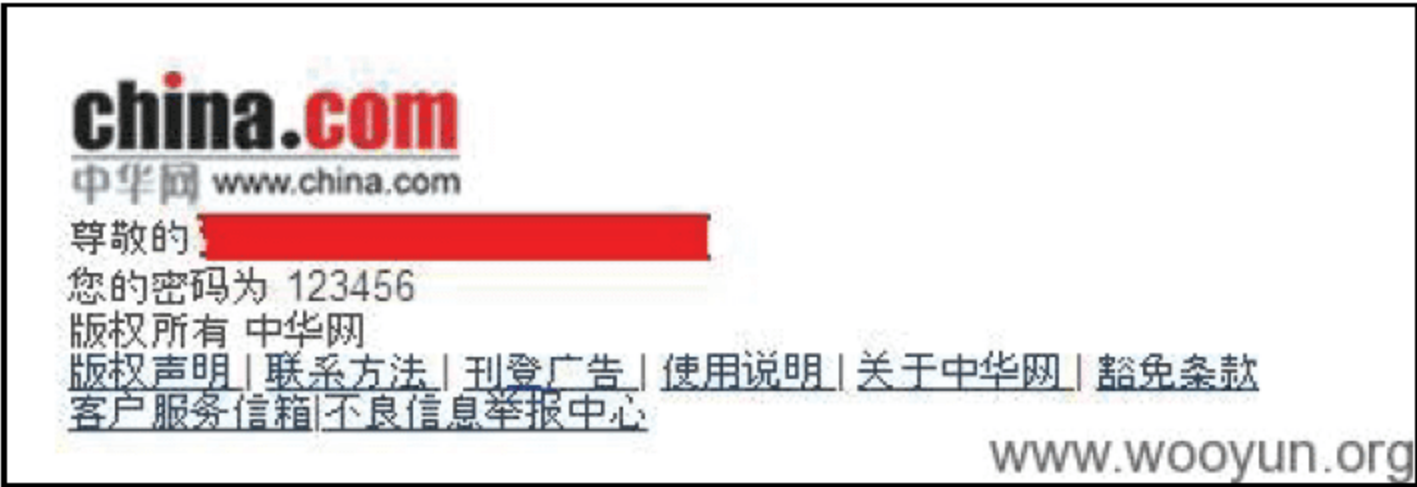 china.com
中华网 www.china.com
尊敬的
您的密码为 123456
版权所有 中华网
版权声明 | 联系方法 | 刊登广告 | 使用说明 | 关于中华网 | 豁免条款
客户服务信箱|不良信息举报中心
www.wooyun.org